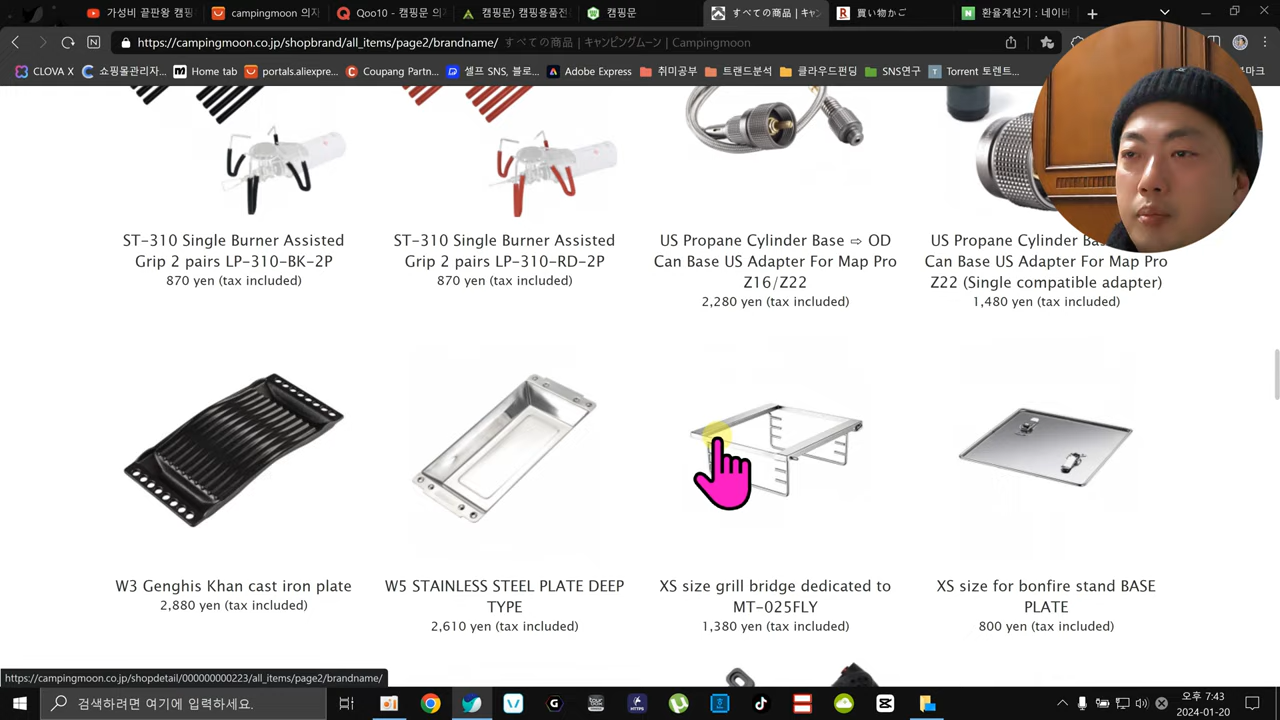 가성비 끝판왕 캠핑
campingmoon 의자
Qoo10 - 캠핑문 의
캠핑문) 캠핑용품전
캠핑문
すべての商品 | キャン
買い物かご
환율계산기 : 네이버
https://campingmoon.co.jp/shopbrand/all_items/page2/brandname/ すべての商品 | キャンピングムーン | Campingmoon
CLOVA X
쇼핑몰관리자...
Home tab
portals.aliexpre...
Coupang Partn...
셀프 SNS, 블로...
Adobe Express
취미공부
트랜드분석
클라우드펀딩
SNS연구
Torrent 토렌트...
ST-310 Single Burner Assisted
Grip 2 pairs LP-310-BK-2P
870 yen (tax included)
ST-310 Single Burner Assisted
Grip 2 pairs LP-310-RD-2P
870 yen (tax included)
US Propane Cylinder Base ⇨ OD
Can Base US Adapter For Map Pro
Z16/Z22
2,280 yen (tax included)
US Propane Cylinder Ba
Can Base US Adapter For Map Pro
Z22 (Single compatible adapter)
1,480 yen (tax included)
W3 Genghis Khan cast iron plate
2,880 yen (tax included)
W5 STAINLESS STEEL PLATE DEEP
TYPE
2,610 yen (tax included)
XS size grill bridge dedicated to
MT-025FLY
1,380 yen (tax included)
XS size for bonfire stand BASE
PLATE
800 yen (tax included)
https://campingmoon.co.jp/shopdetail/000000000223/all_items/page2/brandname/
검색하려면 여기에 입력하세요.
오후 7:43
2024-01-20